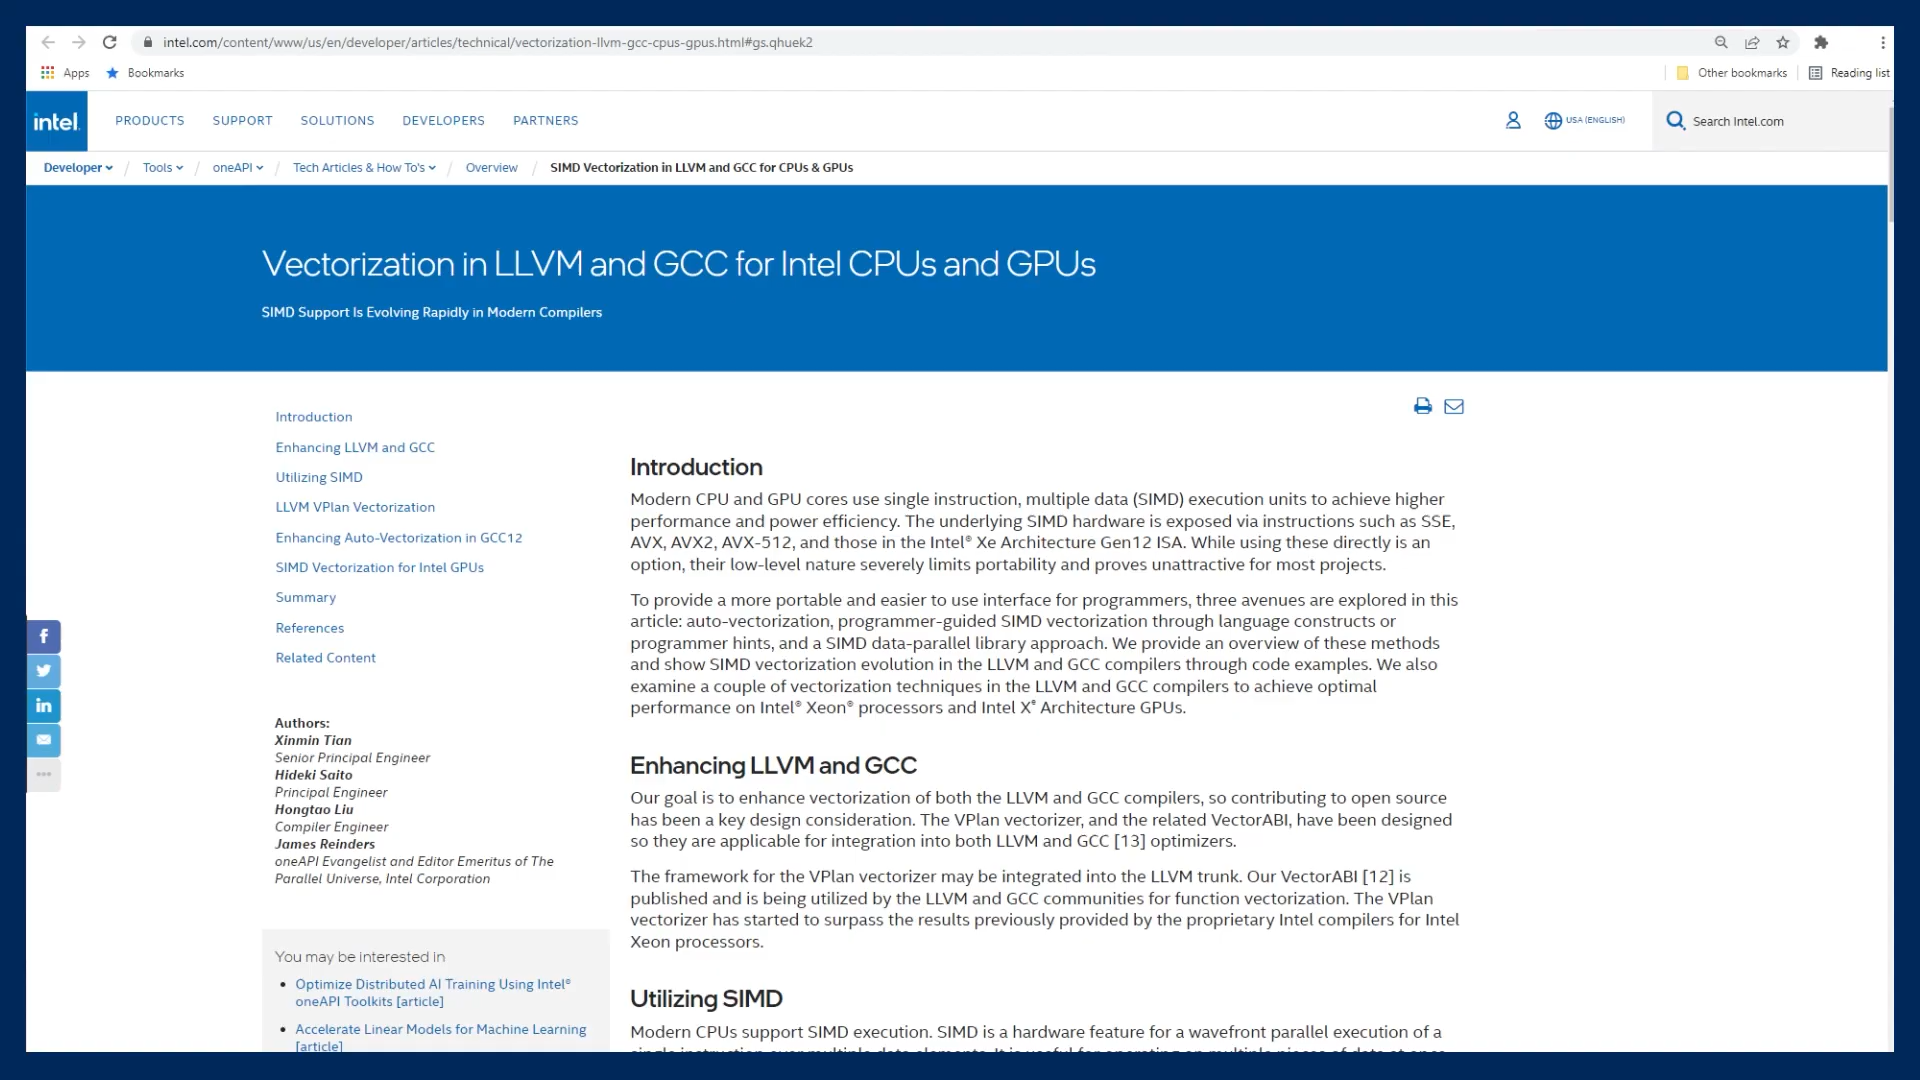 intel.com/content/www/us/en/developer/articles/technical/vectorization-llvm-gcc-cpus-gpus.html#gs.qhuek2
Apps
Bookmarks
Other bookmarks
Reading list
intel.
PRODUCTS
SUPPORT
SOLUTIONS
DEVELOPERS
PARTNERS
USA (ENGLISH)
Search Intel.com
Developer / Tools / oneAPI / Tech Articles & How To's / Overview / SIMD Vectorization in LLVM and GCC for CPUs & GPUs
Vectorization in LLVM and GCC for Intel CPUs and GPUs
SIMD Support Is Evolving Rapidly in Modern Compilers
Introduction
Enhancing LLVM and GCC
Utilizing SIMD
LLVM VPlan Vectorization
Enhancing Auto-Vectorization in GCC12
SIMD Vectorization for Intel GPUs
Summary
References
Related Content
Authors:
Xinmin Tian
Senior Principal Engineer
Hideki Saito
Principal Engineer
Hongtao Liu
Compiler Engineer
James Reinders
oneAPI Evangelist and Editor Emeritus of The
Parallel Universe, Intel Corporation
You may be interested in
• Optimize Distributed AI Training Using Intel®
oneAPI Toolkits [article]
• Accelerate Linear Models for Machine Learning
[article]
Introduction
Modern CPU and GPU cores use single instruction, multiple data (SIMD) execution units to achieve higher
performance and power efficiency. The underlying SIMD hardware is exposed via instructions such as SSE,
AVX, AVX2, AVX-512, and those in the Intel® Xe Architecture Gen12 ISA. While using these directly is an
option, their low-level nature severely limits portability and proves unattractive for most projects.
To provide a more portable and easier to use interface for programmers, three avenues are explored in this
article: auto-vectorization, programmer-guided SIMD vectorization through language constructs or
programmer hints, and a SIMD data-parallel library approach. We provide an overview of these methods
and show SIMD vectorization evolution in the LLVM and GCC compilers through code examples. We also
examine a couple of vectorization techniques in the LLVM and GCC compilers to achieve optimal
performance on Intel® Xeon® processors and Intel Xᵉ Architecture GPUs.
Enhancing LLVM and GCC
Our goal is to enhance vectorization of both the LLVM and GCC compilers, so contributing to open source
has been a key design consideration. The VPlan vectorizer, and the related VectorABI, have been designed
so they are applicable for integration into both LLVM and GCC [13] optimizers.
The framework for the VPlan vectorizer may be integrated into the LLVM trunk. Our VectorABI [12] is
published and is being utilized by the LLVM and GCC communities for function vectorization. The VPlan
vectorizer has started to surpass the results previously provided by the proprietary Intel compilers for Intel
Xeon processors.
Utilizing SIMD
Modern CPUs support SIMD execution. SIMD is a hardware feature for a wavefront parallel execution of a